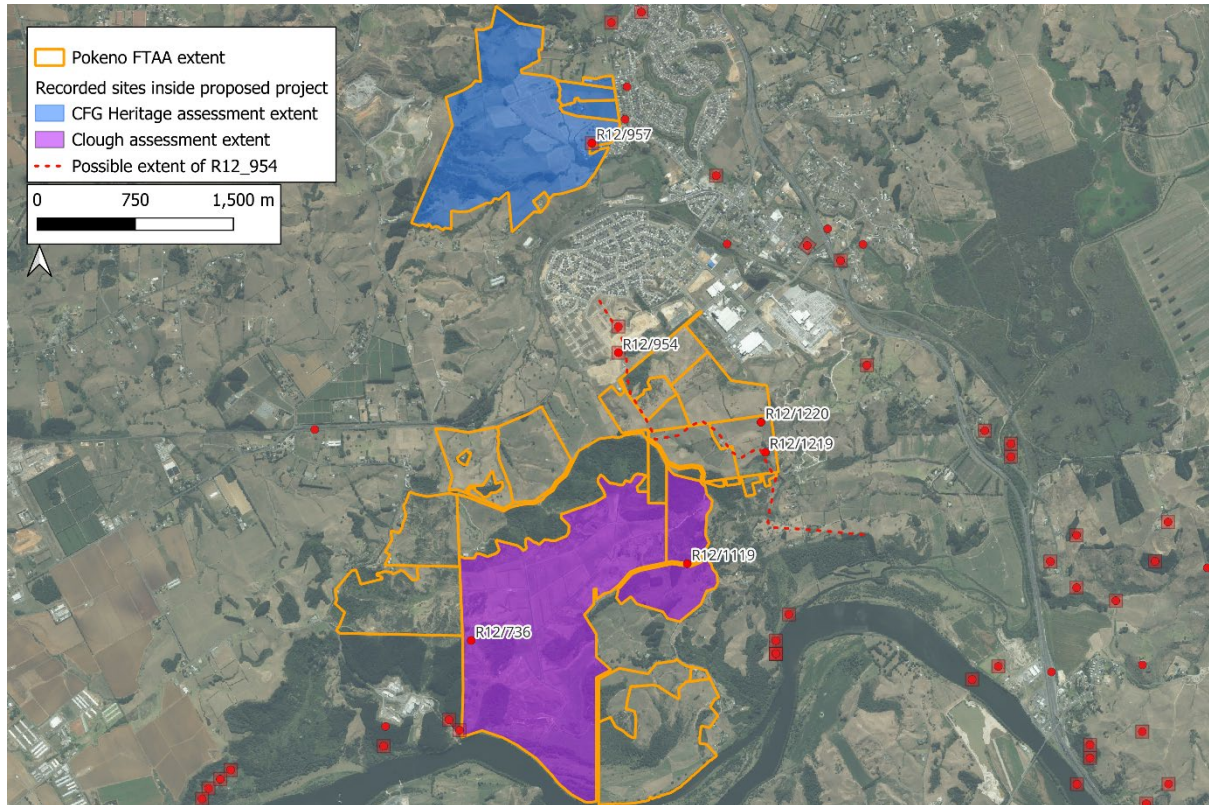 Pokeno FTAA extent
Recorded sites inside proposed project
CFG Heritage assessment extent
Clough assessment extent
Possible extent of R12_954
0 750 1,500 m
R12/957
R12/954
R12/1220
R12/1219
R12/1119
R12/736